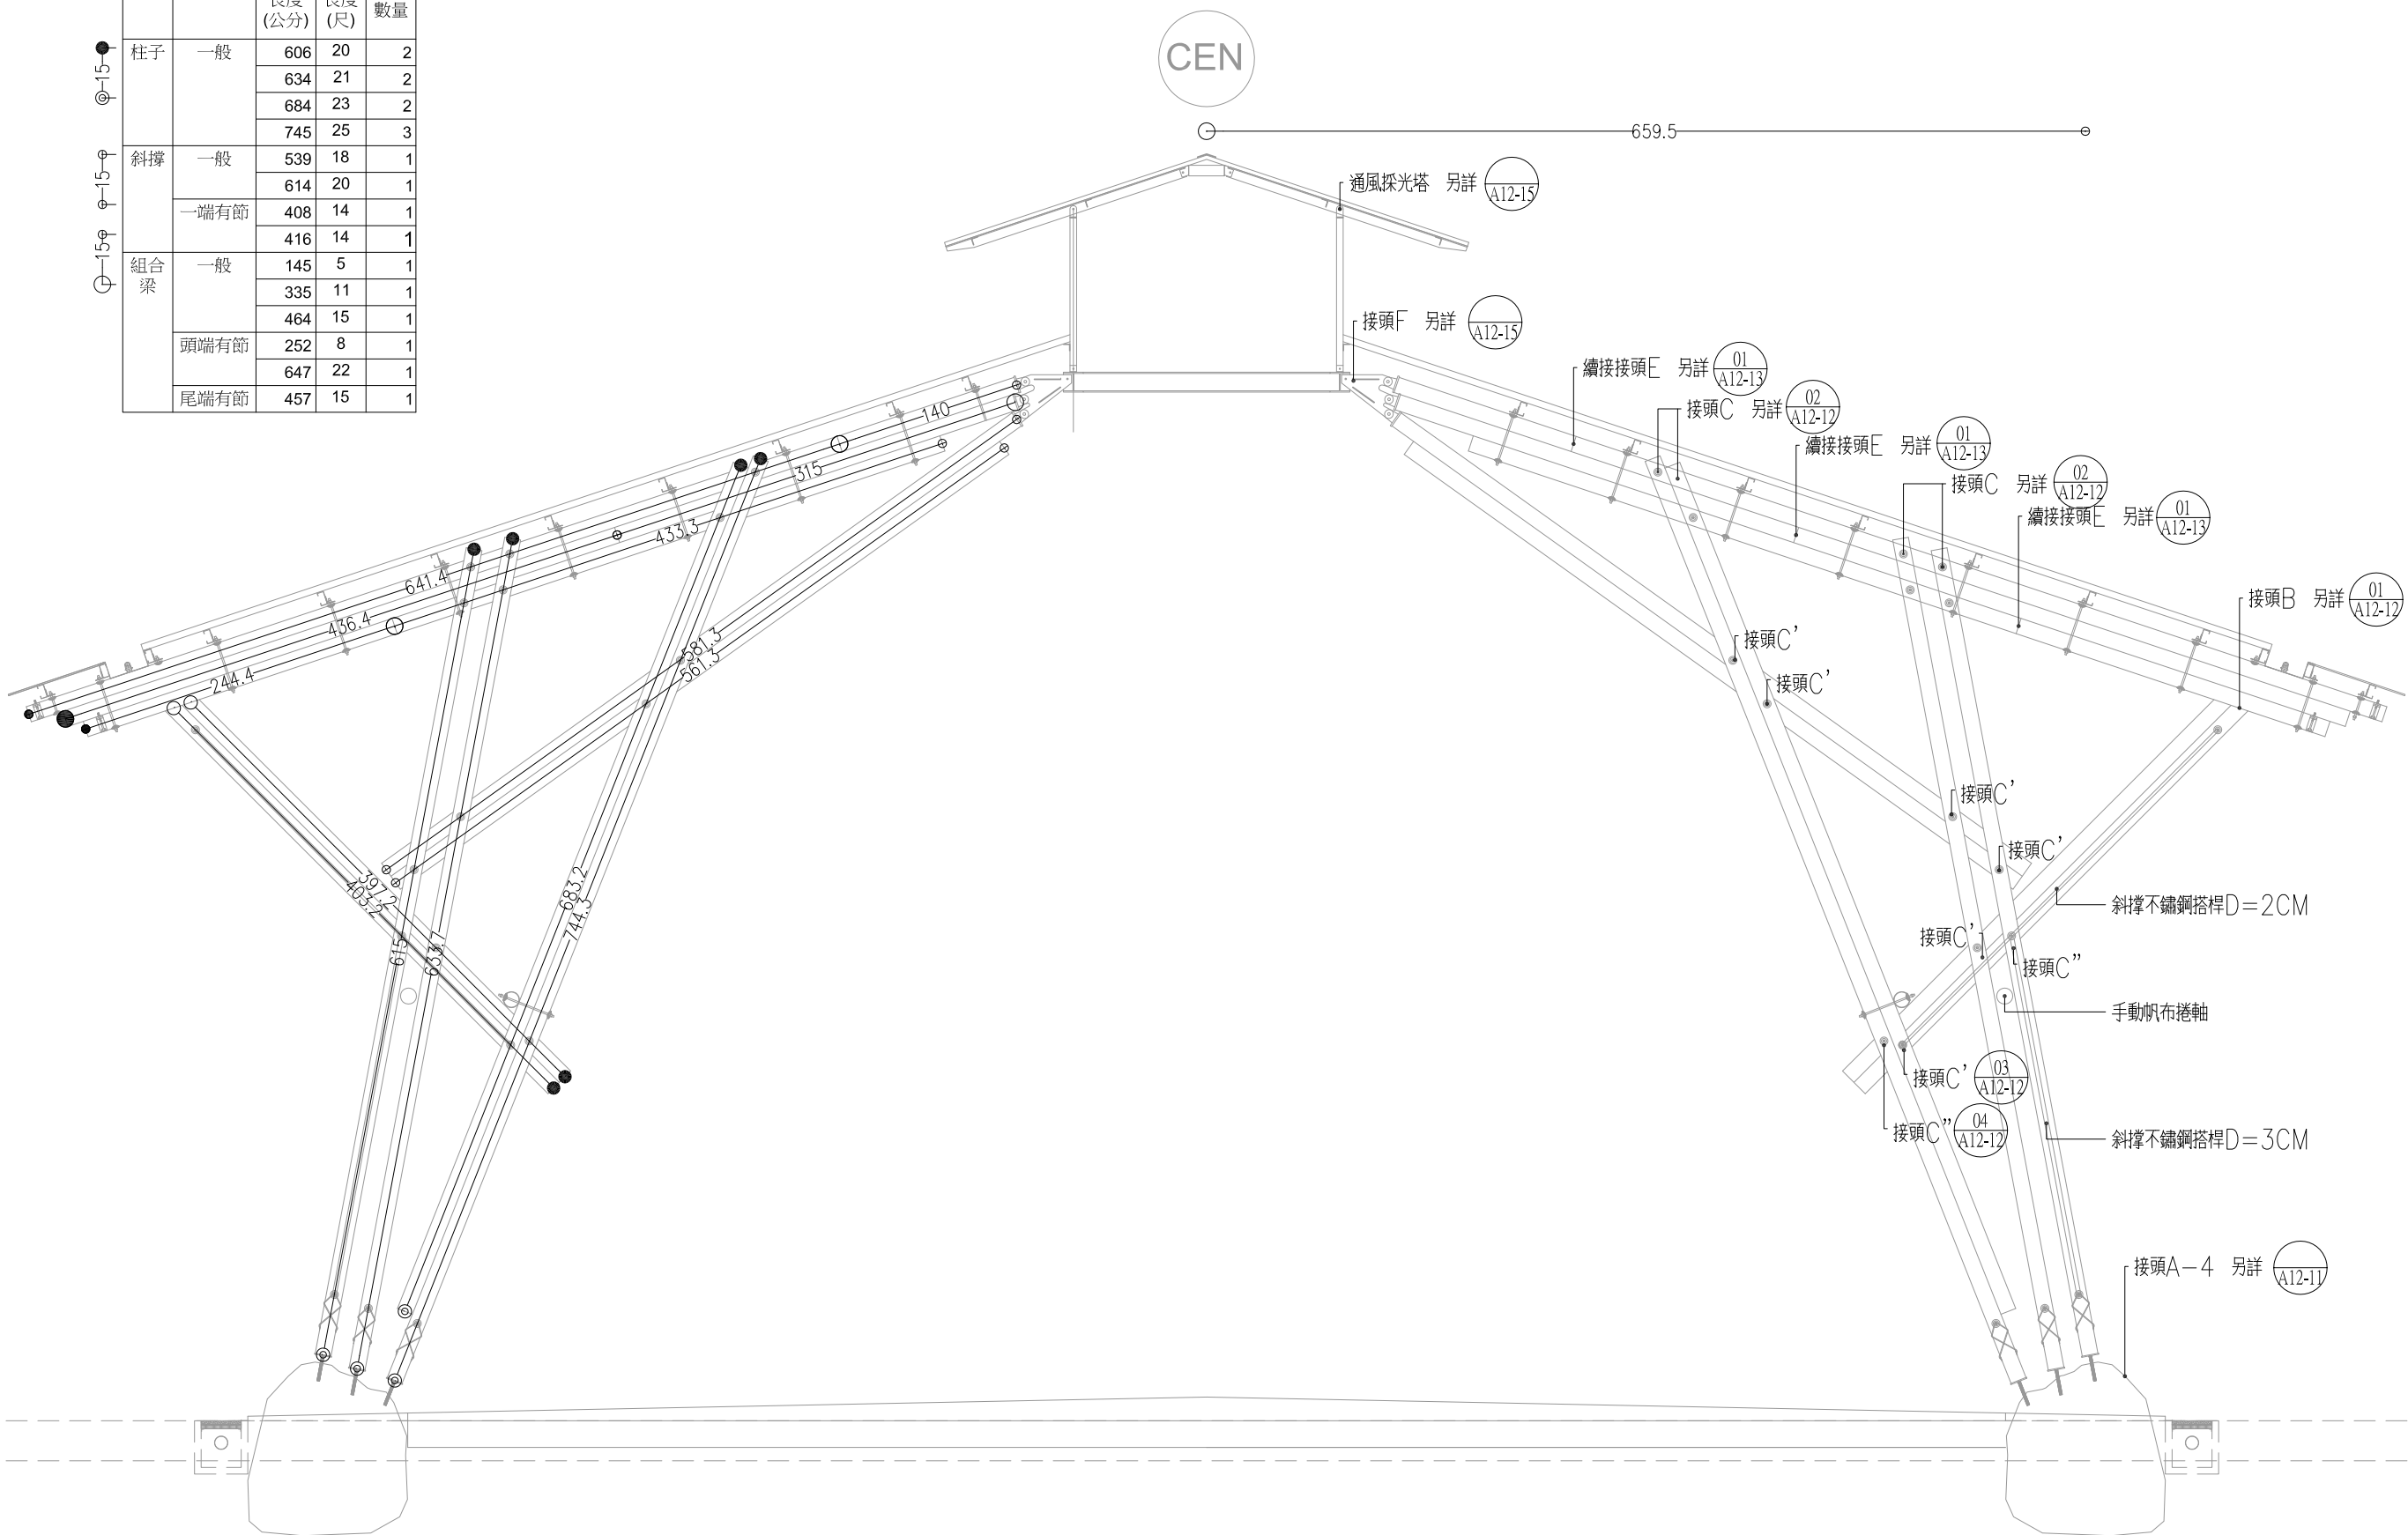 長度 長度 數量
(公分) (尺)
柱子 一般 606 20 2
634 21 2
684 23 2
745 25 3
斜撐 一般 539 18 1
614 20 1
一端有節 408 14 1
416 14 1
組合梁 一般 145 5 1
335 11 1
464 15 1
頭端有節 252 8 1
647 22 1
尾端有節 457 15 1
15
15
15
CEN
659.5
通風採光塔 另詳 A12-15
接頭F 另詳 A12-15
續接接頭E 另詳 01 A12-13
接頭C 另詳 02 A12-12
續接接頭E 另詳 01 A12-13
接頭C 另詳 02 A12-12
續接接頭E 另詳 01 A12-13
接頭B 另詳 01 A12-12
140
315
433.3
641.4
436.4
244.4
581.3
561.3
397.2
403.2
615
633.7
683.2
744.3
接頭C'
接頭C'
接頭C'
接頭C'
斜撐不鏽鋼搭桿D=2CM
接頭C'
接頭C"
手動帆布捲軸
接頭C' 03 A12-12
接頭C" 04 A12-12
斜撐不鏽鋼搭桿D=3CM
接頭A-4 另詳 A12-11